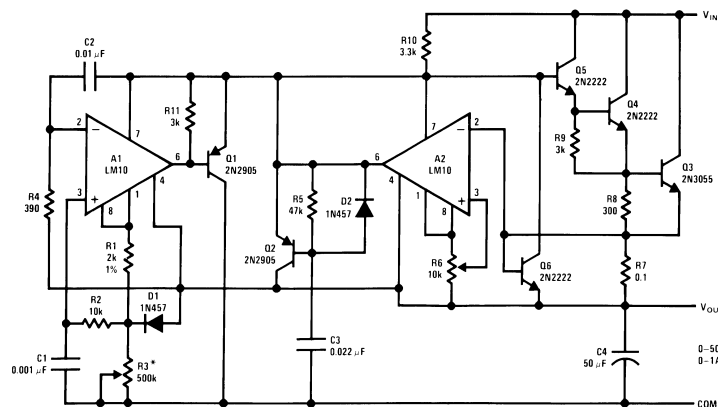 C2
0.01 μF
R10
3.3k
VIN
R11
3k
Q5
2N2222
Q4
2N2222
2
−
7
A1
LM10
6
4
3
+
1
8
Q1
2N2905
6
7
2
−
A2
LM10
4
1
8
+
3
R9
3k
Q3
2N3055
R4
390
R5
47k
D2
1N457
R8
300
R1
2k
1%
Q2
2N2905
R6
10k
Q6
2N2222
R7
0.1
R2
10k
D1
1N457
VOU
C1
0.001 μF
R3*
500k
C3
0.022 μF
C4
50 μF
0–50
0–1A
COM